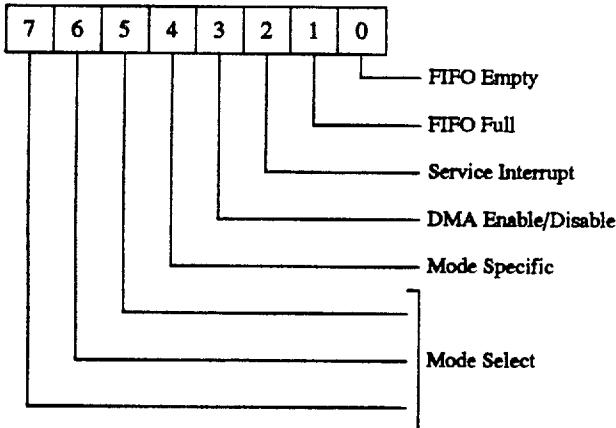 7 6 5 4 3 2 1 0
FIFO Empty
FIFO Full
Service Interrupt
DMA Enable/Disable
Mode Specific
Mode Select